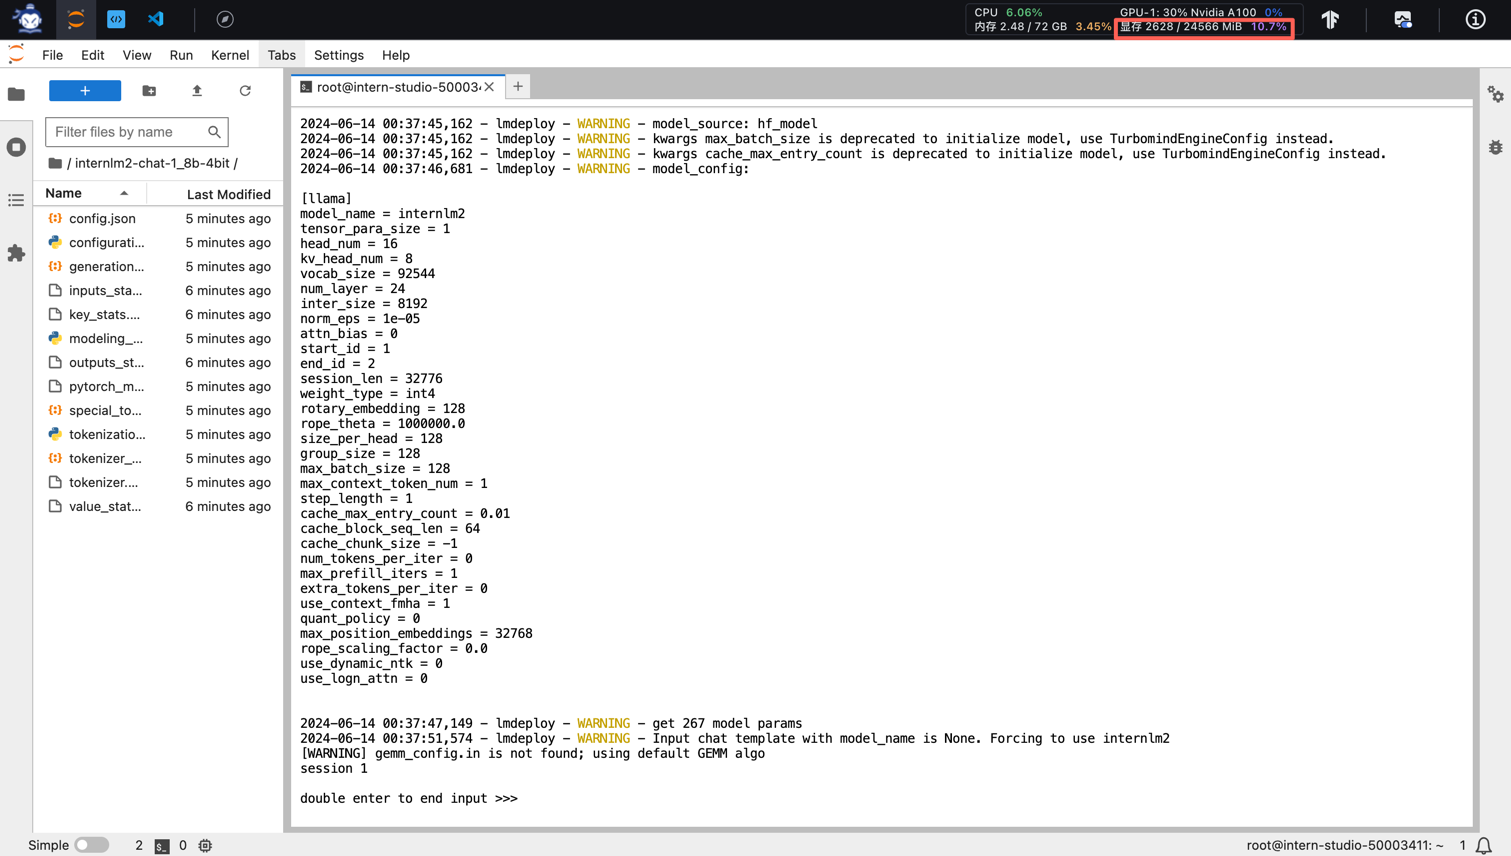 CPU 6.06%
GPU-1: 30% Nvidia A100 0%
内存 2.48 / 72 GB 3.45%
显存 2628 / 24566 MiB 10.7%
File Edit View Run Kernel Tabs Settings Help
root@intern-studio-50003
Filter files by name
/ internlm2-chat-1_8b-4bit /
Name Last Modified
config.json 5 minutes ago
configurati... 5 minutes ago
generation... 5 minutes ago
inputs_sta... 6 minutes ago
key_stats.... 6 minutes ago
modeling_... 5 minutes ago
outputs_st... 6 minutes ago
pytorch_m... 5 minutes ago
special_to... 5 minutes ago
tokenizatio... 5 minutes ago
tokenizer_... 5 minutes ago
tokenizer.... 5 minutes ago
value_stat... 6 minutes ago
2024-06-14 00:37:45,162 - lmdeploy - WARNING - model_source: hf_model
2024-06-14 00:37:45,162 - lmdeploy - WARNING - kwargs max_batch_size is deprecated to initialize model, use TurbomindEngineConfig instead.
2024-06-14 00:37:45,162 - lmdeploy - WARNING - kwargs cache_max_entry_count is deprecated to initialize model, use TurbomindEngineConfig instead.
2024-06-14 00:37:46,681 - lmdeploy - WARNING - model_config:
[llama]
model_name = internlm2
tensor_para_size = 1
head_num = 16
kv_head_num = 8
vocab_size = 92544
num_layer = 24
inter_size = 8192
norm_eps = 1e-05
attn_bias = 0
start_id = 1
end_id = 2
session_len = 32776
weight_type = int4
rotary_embedding = 128
rope_theta = 1000000.0
size_per_head = 128
group_size = 128
max_batch_size = 128
max_context_token_num = 1
step_length = 1
cache_max_entry_count = 0.01
cache_block_seq_len = 64
cache_chunk_size = -1
num_tokens_per_iter = 0
max_prefill_iters = 1
extra_tokens_per_iter = 0
use_context_fmha = 1
quant_policy = 0
max_position_embeddings = 32768
rope_scaling_factor = 0.0
use_dynamic_ntk = 0
use_logn_attn = 0
2024-06-14 00:37:47,149 - lmdeploy - WARNING - get 267 model params
2024-06-14 00:37:51,574 - lmdeploy - WARNING - Input chat template with model_name is None. Forcing to use internlm2
[WARNING] gemm_config.in is not found; using default GEMM algo
session 1
double enter to end input >>>
Simple 2 0
root@intern-studio-50003411: ~ 1